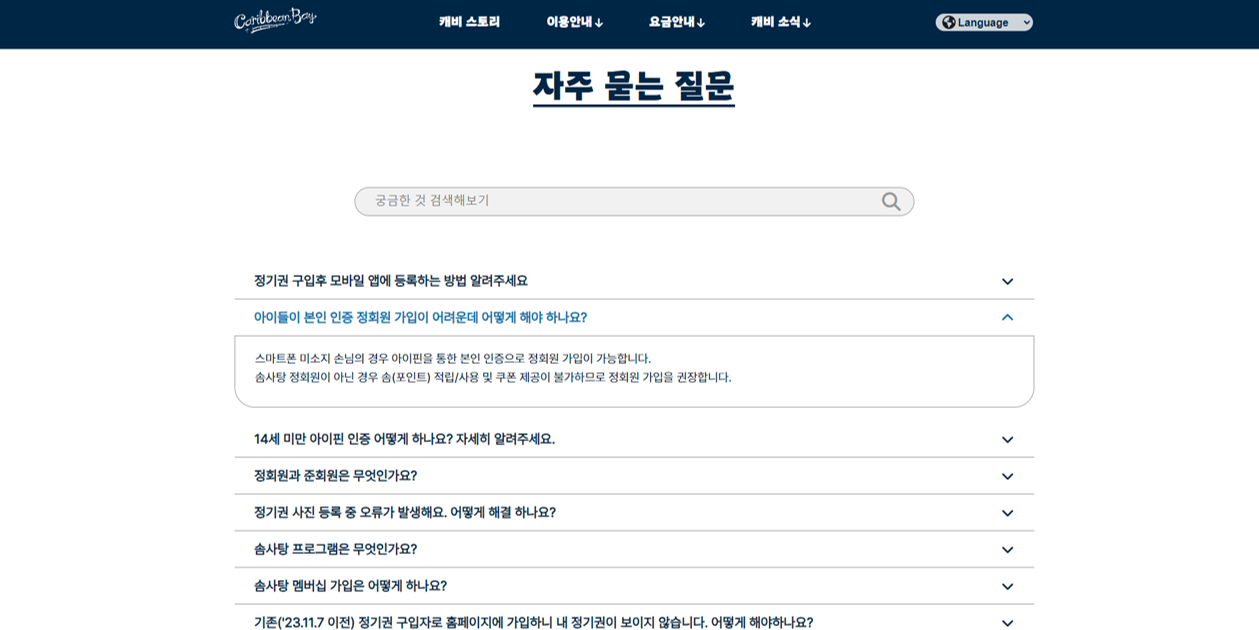 Caribbean Bay
캐비 스토리
이용안내↓
요금안내↓
캐비 소식↓
Language
자주 묻는 질문
궁금한 것 검색해보기
정기권 구입후 모바일 앱에 등록하는 방법 알려주세요
아이들이 본인 인증 정회원 가입이 어려운데 어떻게 해야 하나요?
스마트폰 미소지 손님의 경우 아이핀을 통한 본인 인증으로 정회원 가입이 가능합니다.
솜사탕 정회원이 아닌 경우 솜(포인트) 적립/사용 및 쿠폰 제공이 불가하므로 정회원 가입을 권장합니다.
14세 미만 아이핀 인증 어떻게 하나요? 자세히 알려주세요.
정회원과 준회원은 무엇인가요?
정기권 사진 등록 중 오류가 발생해요. 어떻게 해결 하나요?
솜사탕 프로그램은 무엇인가요?
솜사탕 멤버십 가입은 어떻게 하나요?
기존('23.11.7 이전) 정기권 구입자로 홈페이지에 가입하니 내 정기권이 보이지 않습니다. 어떻게 해야하나요?